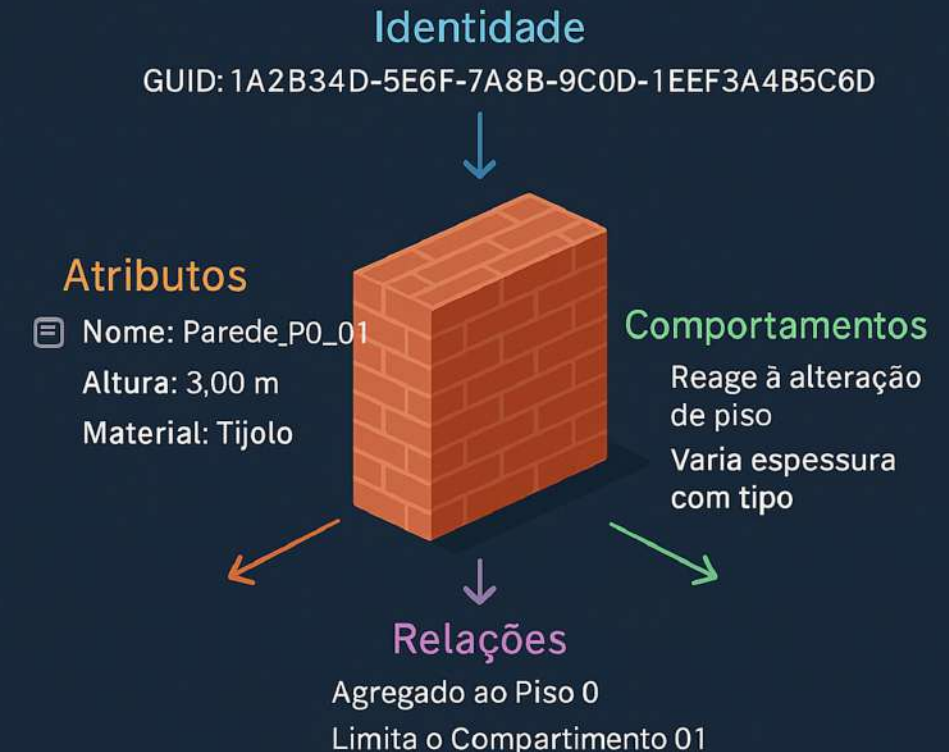 Identidade
GUID: 1A2B34D-5E6F-7A8B-9C0D-1EEF3A4B5C6D
Atributos
Nome: Parede_P0_01
Altura: 3,00 m
Material: Tijolo
Comportamentos
Reage à alteração
de piso
Varia espessura
com tipo
Relações
Agregado ao Piso 0
Limita o Compartimento 01